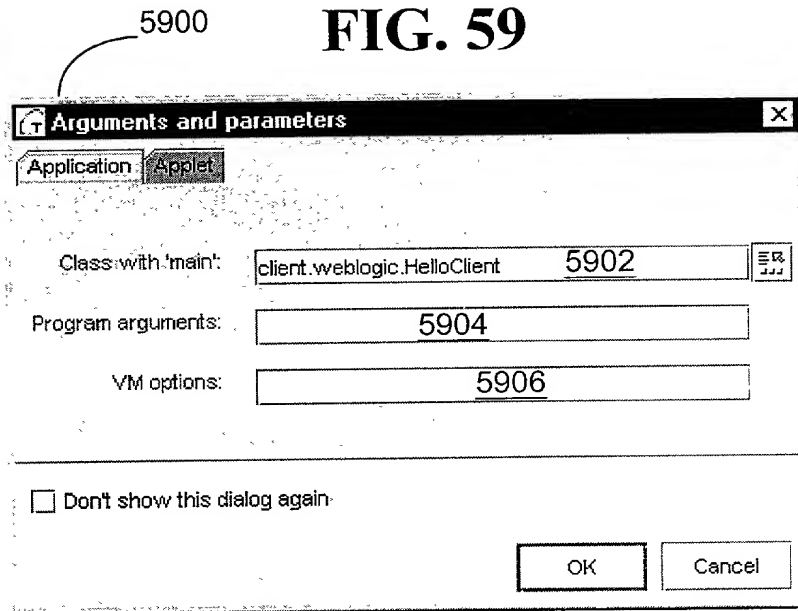 5900
FIG. 59
Arguments and parameters
Application Applet
Class with 'main': client.weblogic.HelloClient 5902
Program arguments: 5904
VM options: 5906
Don't show this dialog again
OK Cancel